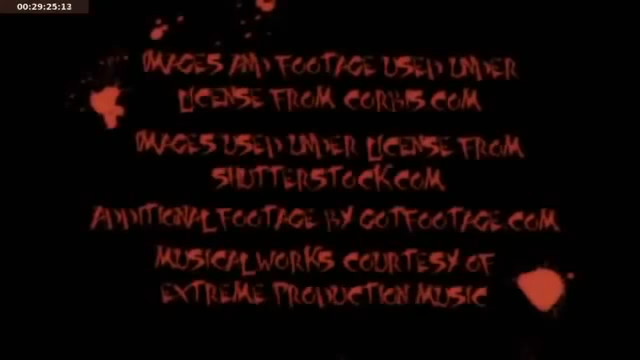 00:29:25:13
IMAGES AND FOOTAGE USED UNDER
LICENSE FROM CORBIS.COM
IMAGES USED UNDER LICENSE FROM
SHUTTERSTOCK.COM
ADDITIONAL FOOTAGE BY GOTFOOTAGE.COM
MUSICAL WORKS COURTESY OF
EXTREME PRODUCTION MUSIC